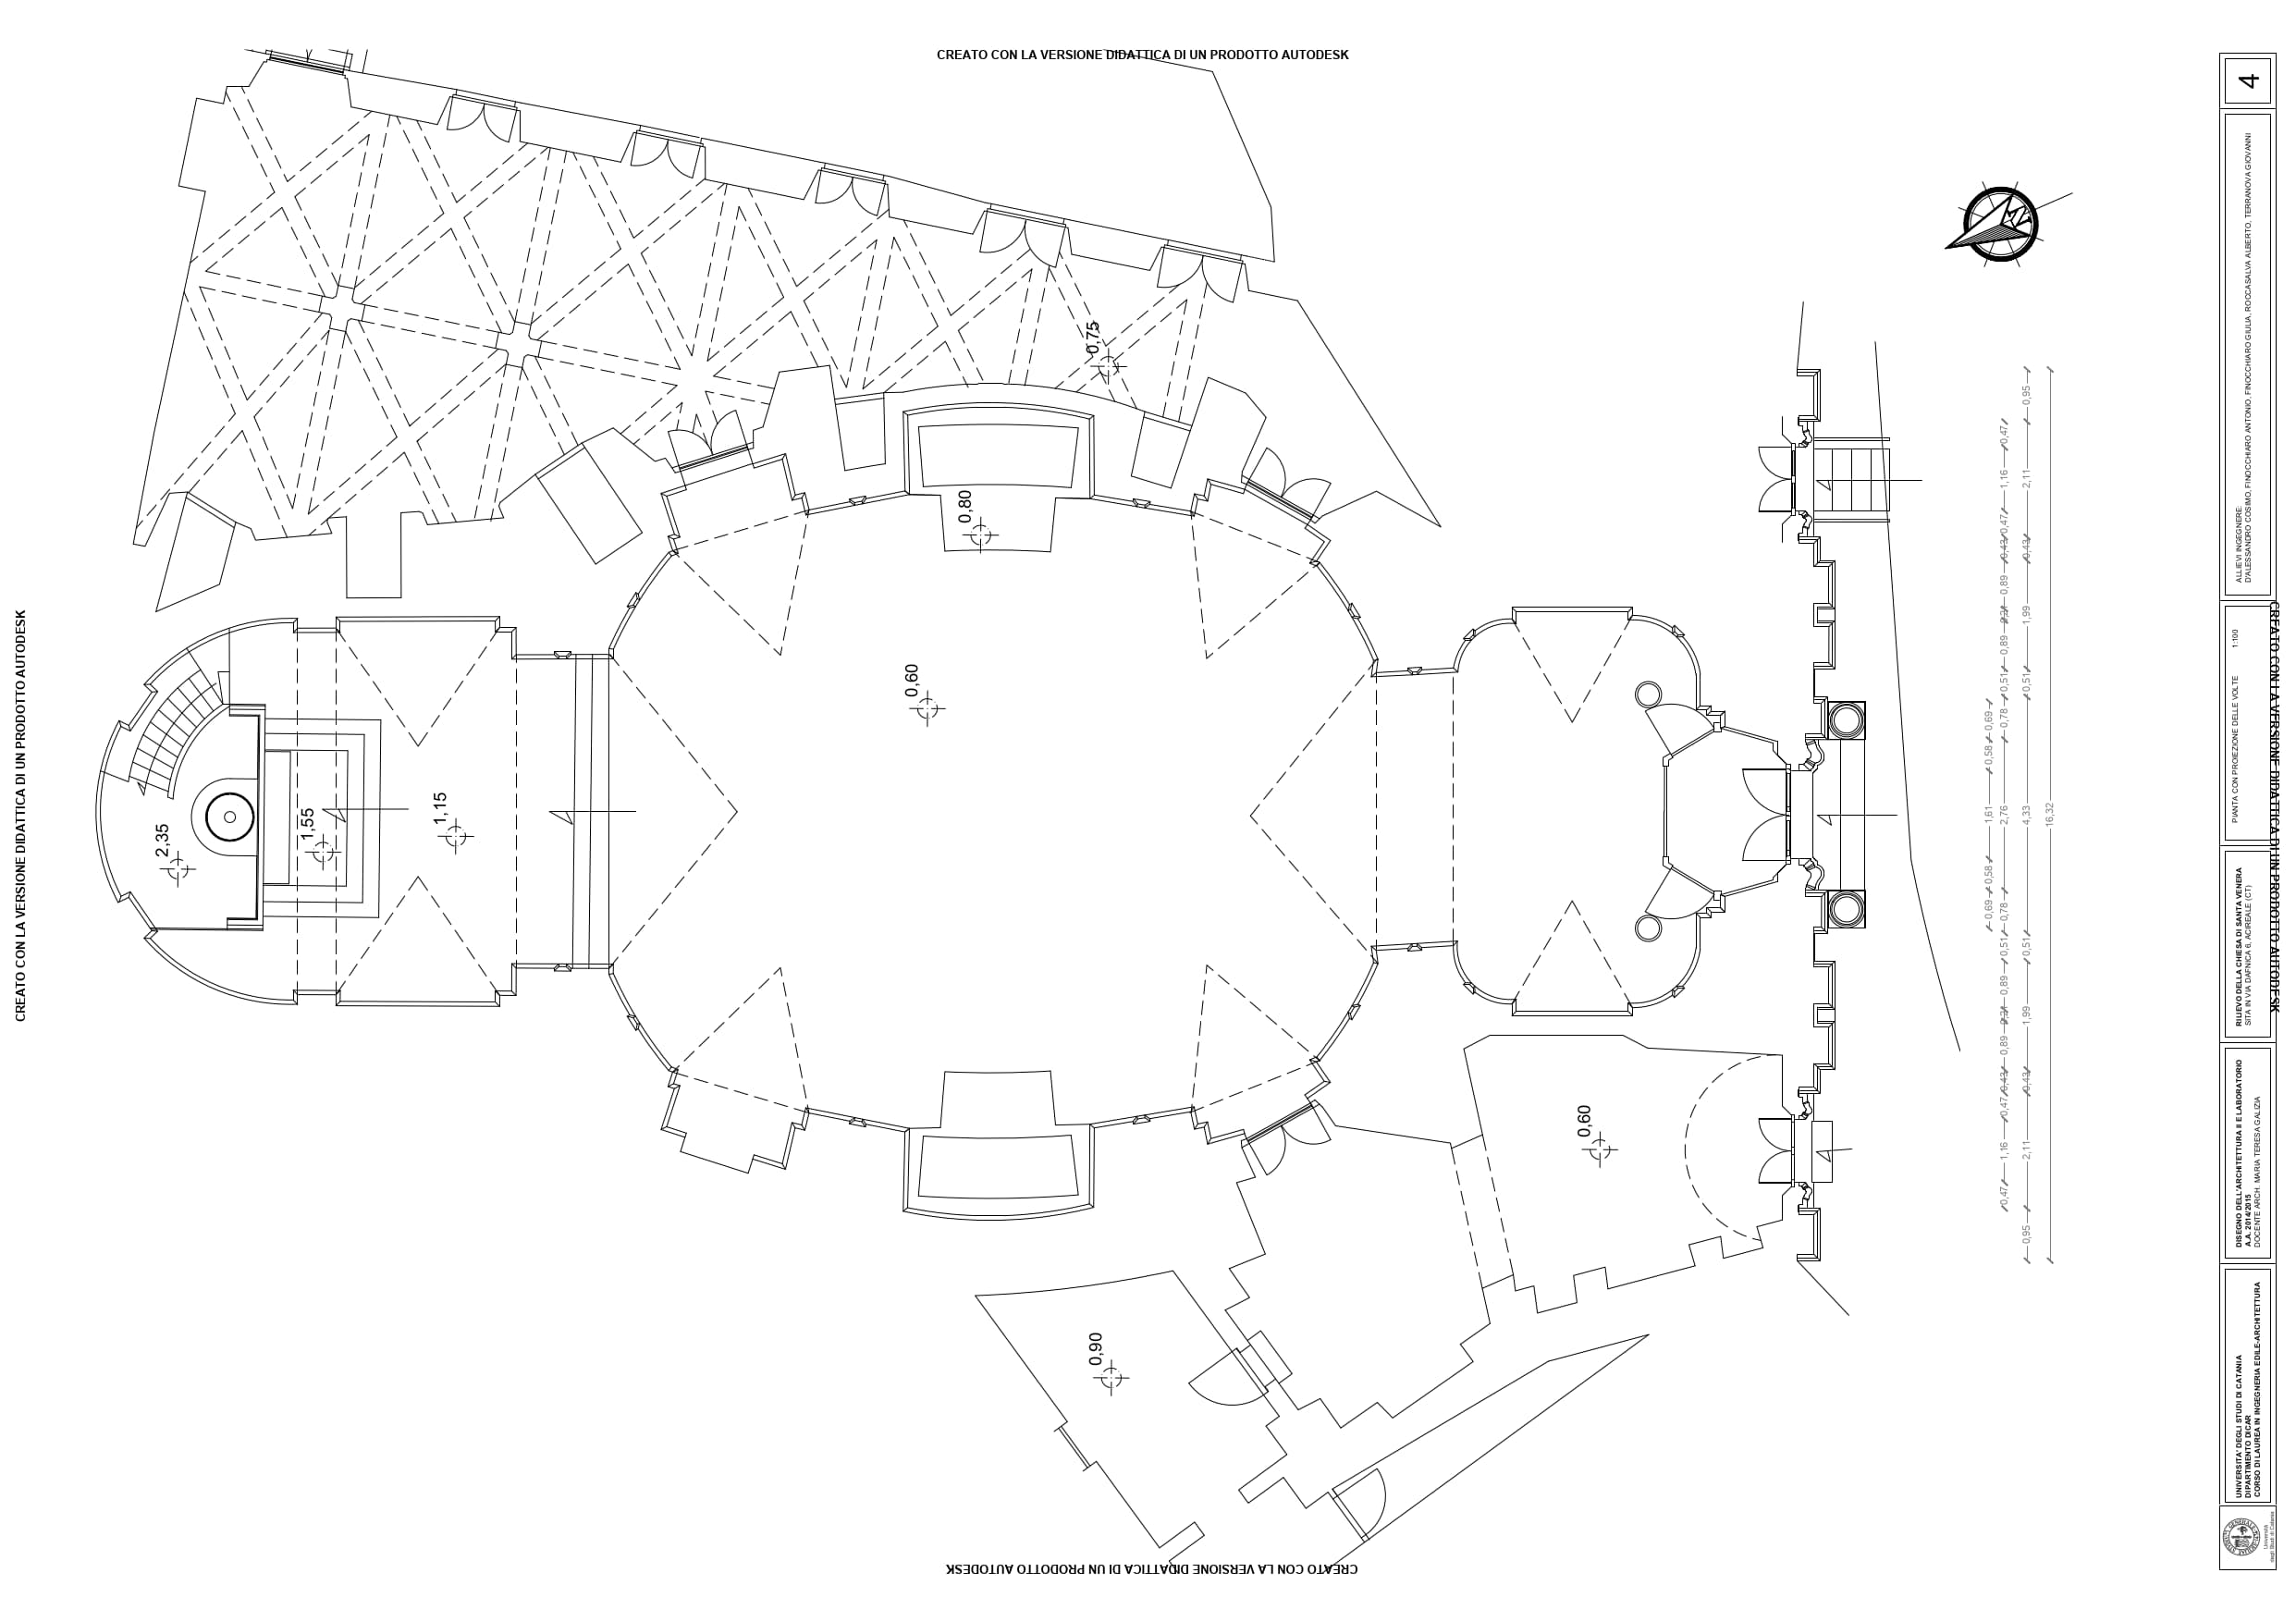 CREATO CON LA VERSIONE DIDATTICA DI UN PRODOTTO AUTODESK
CREATO CON LA VERSIONE DIDATTICA DI UN PRODOTTO AUTODESK
0,75
0,80
0,60
1,15
1,55
2,35
0,60
0,90
0,47
1,16
0,47
0,43
0,89
0,21
0,89
0,51
0,78
2,76
0,78
0,51
0,89
0,21
0,89
0,43
0,47
1,16
0,47
0,69
0,58
1,61
0,58
0,69
0,95
2,11
0,43
1,99
0,51
4,33
0,51
1,99
0,43
2,11
0,95
16,32
4
ALLIEVI INGEGNERE:
D'ALESSANDRO COSIMO, FINOCCHIARO ANTONIO, FINOCCHIARO GIULIA, ROCCASALVA ALBERTO, TERRANOVA GIOVANNI
PIANTA CON PROIEZIONE DELLE VOLTE 1:100
RILIEVO DELLA CHIESA DI SANTA VENERA
SITA IN VIA DAFNICA 6, ACIREALE (CT)
DISEGNO DELL'ARCHITETTURA II E LABORATORIO
A.A. 2014/2015
DOCENTE ARCH. MARIA TERESA GALIZIA
UNIVERSITA' DEGLI STUDI DI CATANIA
DIPARTIMENTO DICAR
CORSO DI LAUREA IN INGEGNERIA EDILE-ARCHITETTURA
Università
degli Studi di Catania
CREATO CON LA VERSIONE DIDATTICA DI UN PRODOTTO AUTODESK
CREATO CON LA VERSIONE DIDATTICA DI UN PRODOTTO AUTODESK